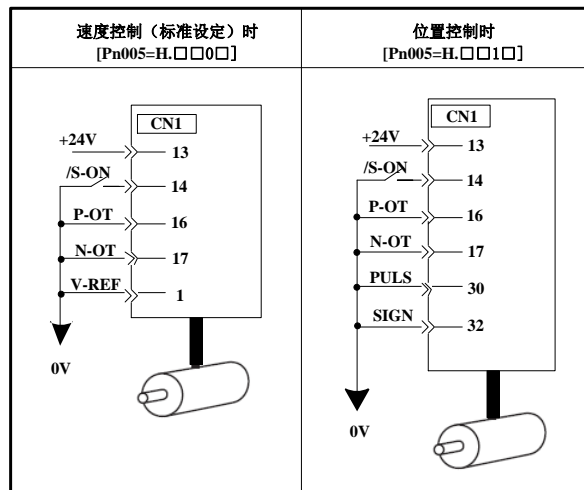 速度控制（标准设定）时
[Pn005=H.□□0□]
CN1
+24V
13
/S-ON
14
P-OT
16
N-OT
17
V-REF
1
0V
位置控制时
[Pn005=H.□□1□]
CN1
+24V
13
/S-ON
14
P-OT
16
N-OT
17
PULS
30
SIGN
32
0V